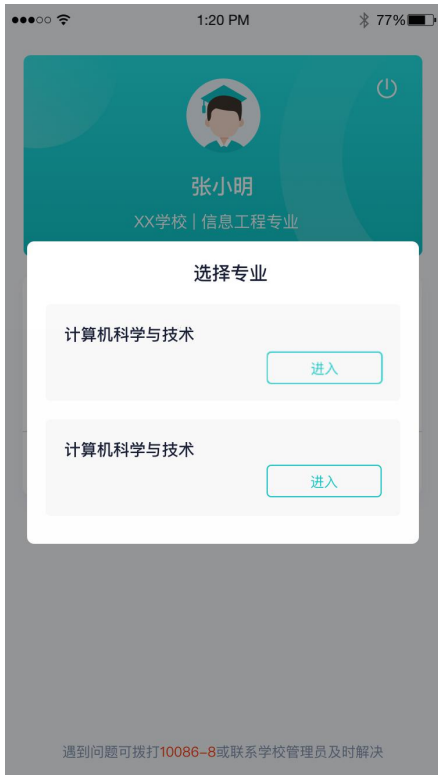 1:20 PM
77%
张小明
XX学校 | 信息工程专业
选择专业
计算机科学与技术
进入
计算机科学与技术
进入
遇到问题可拨打10086-8或联系学校管理员及时解决